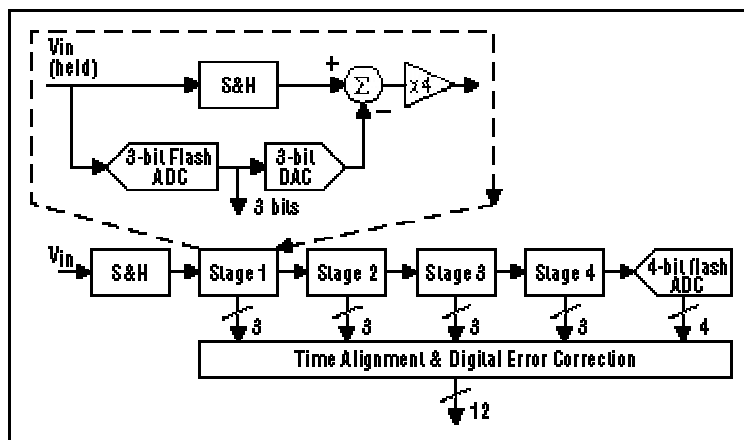 Vin
(held)
S&H
+
Σ
x4
−
3-bit Flash
ADC
3-bit
DAC
3 bits
Vin
S&H
Stage 1
Stage 2
Stage 3
Stage 4
4-bit flash
ADC
3
3
3
3
4
Time Alignment & Digital Error Correction
12